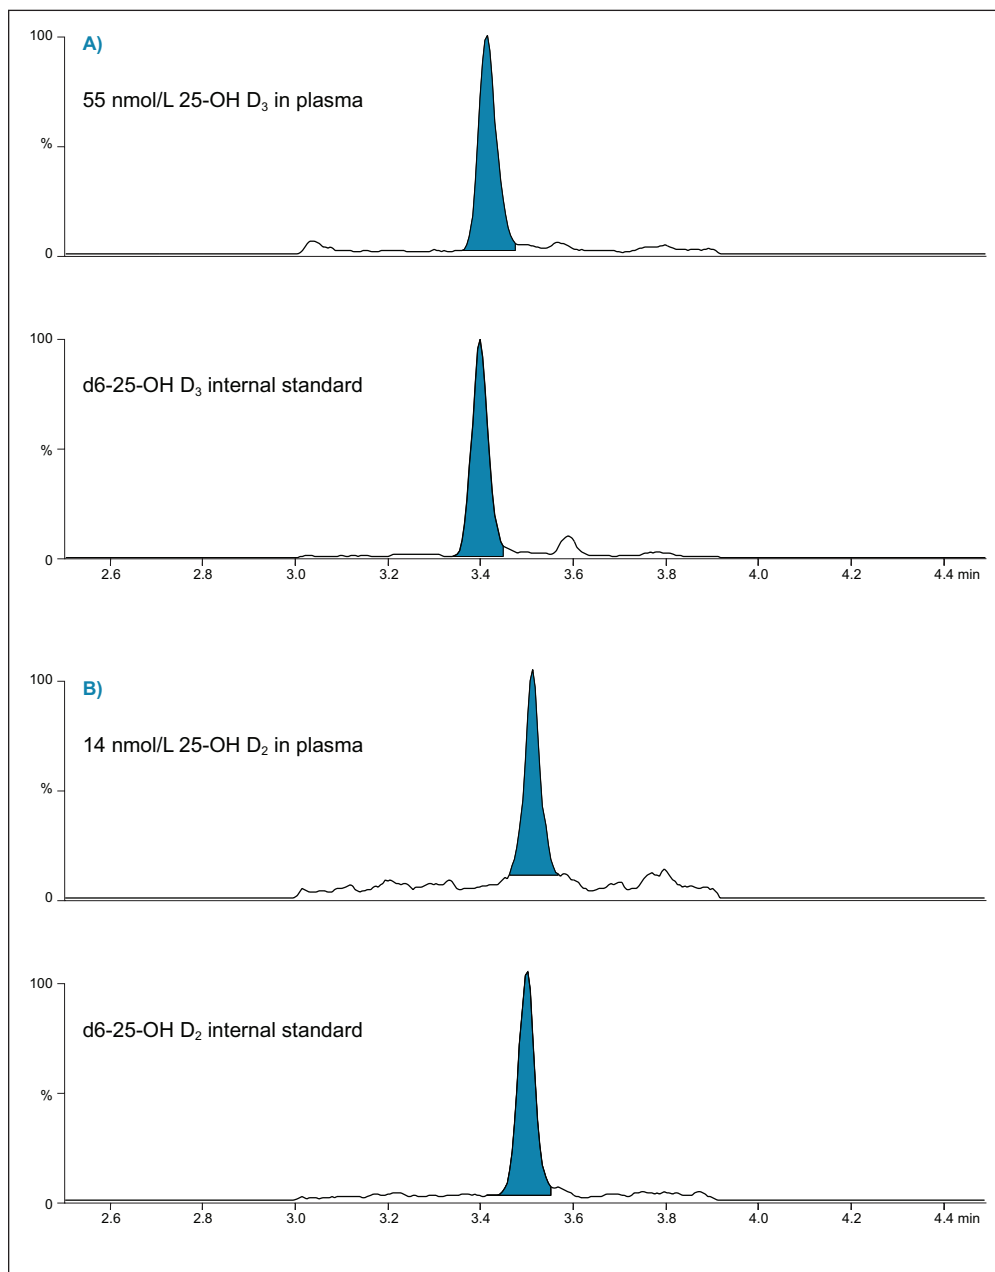 100
A)
55 nmol/L 25-OH D₃ in plasma
%
0
100
d6-25-OH D₃ internal standard
%
0
2.6 2.8 3.0 3.2 3.4 3.6 3.8 4.0 4.2 4.4 min
100
B)
14 nmol/L 25-OH D₂ in plasma
%
0
100
d6-25-OH D₂ internal standard
%
0
2.6 2.8 3.0 3.2 3.4 3.6 3.8 4.0 4.2 4.4 min